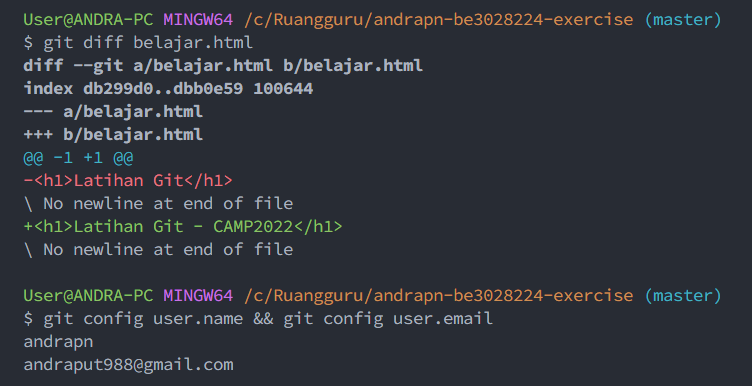 User@ANDRA-PC MINGW64 /c/Ruangguru/andrapn-be3028224-exercise (master)
$ git diff belajar.html
diff --git a/belajar.html b/belajar.html
index db299d0..dbb0e59 100644
--- a/belajar.html
+++ b/belajar.html
@@ -1 +1 @@
-<h1>Latihan Git</h1>
\ No newline at end of file
+<h1>Latihan Git - CAMP2022</h1>
\ No newline at end of file

User@ANDRA-PC MINGW64 /c/Ruangguru/andrapn-be3028224-exercise (master)
$ git config user.name && git config user.email
andrapn
andraput988@gmail.com